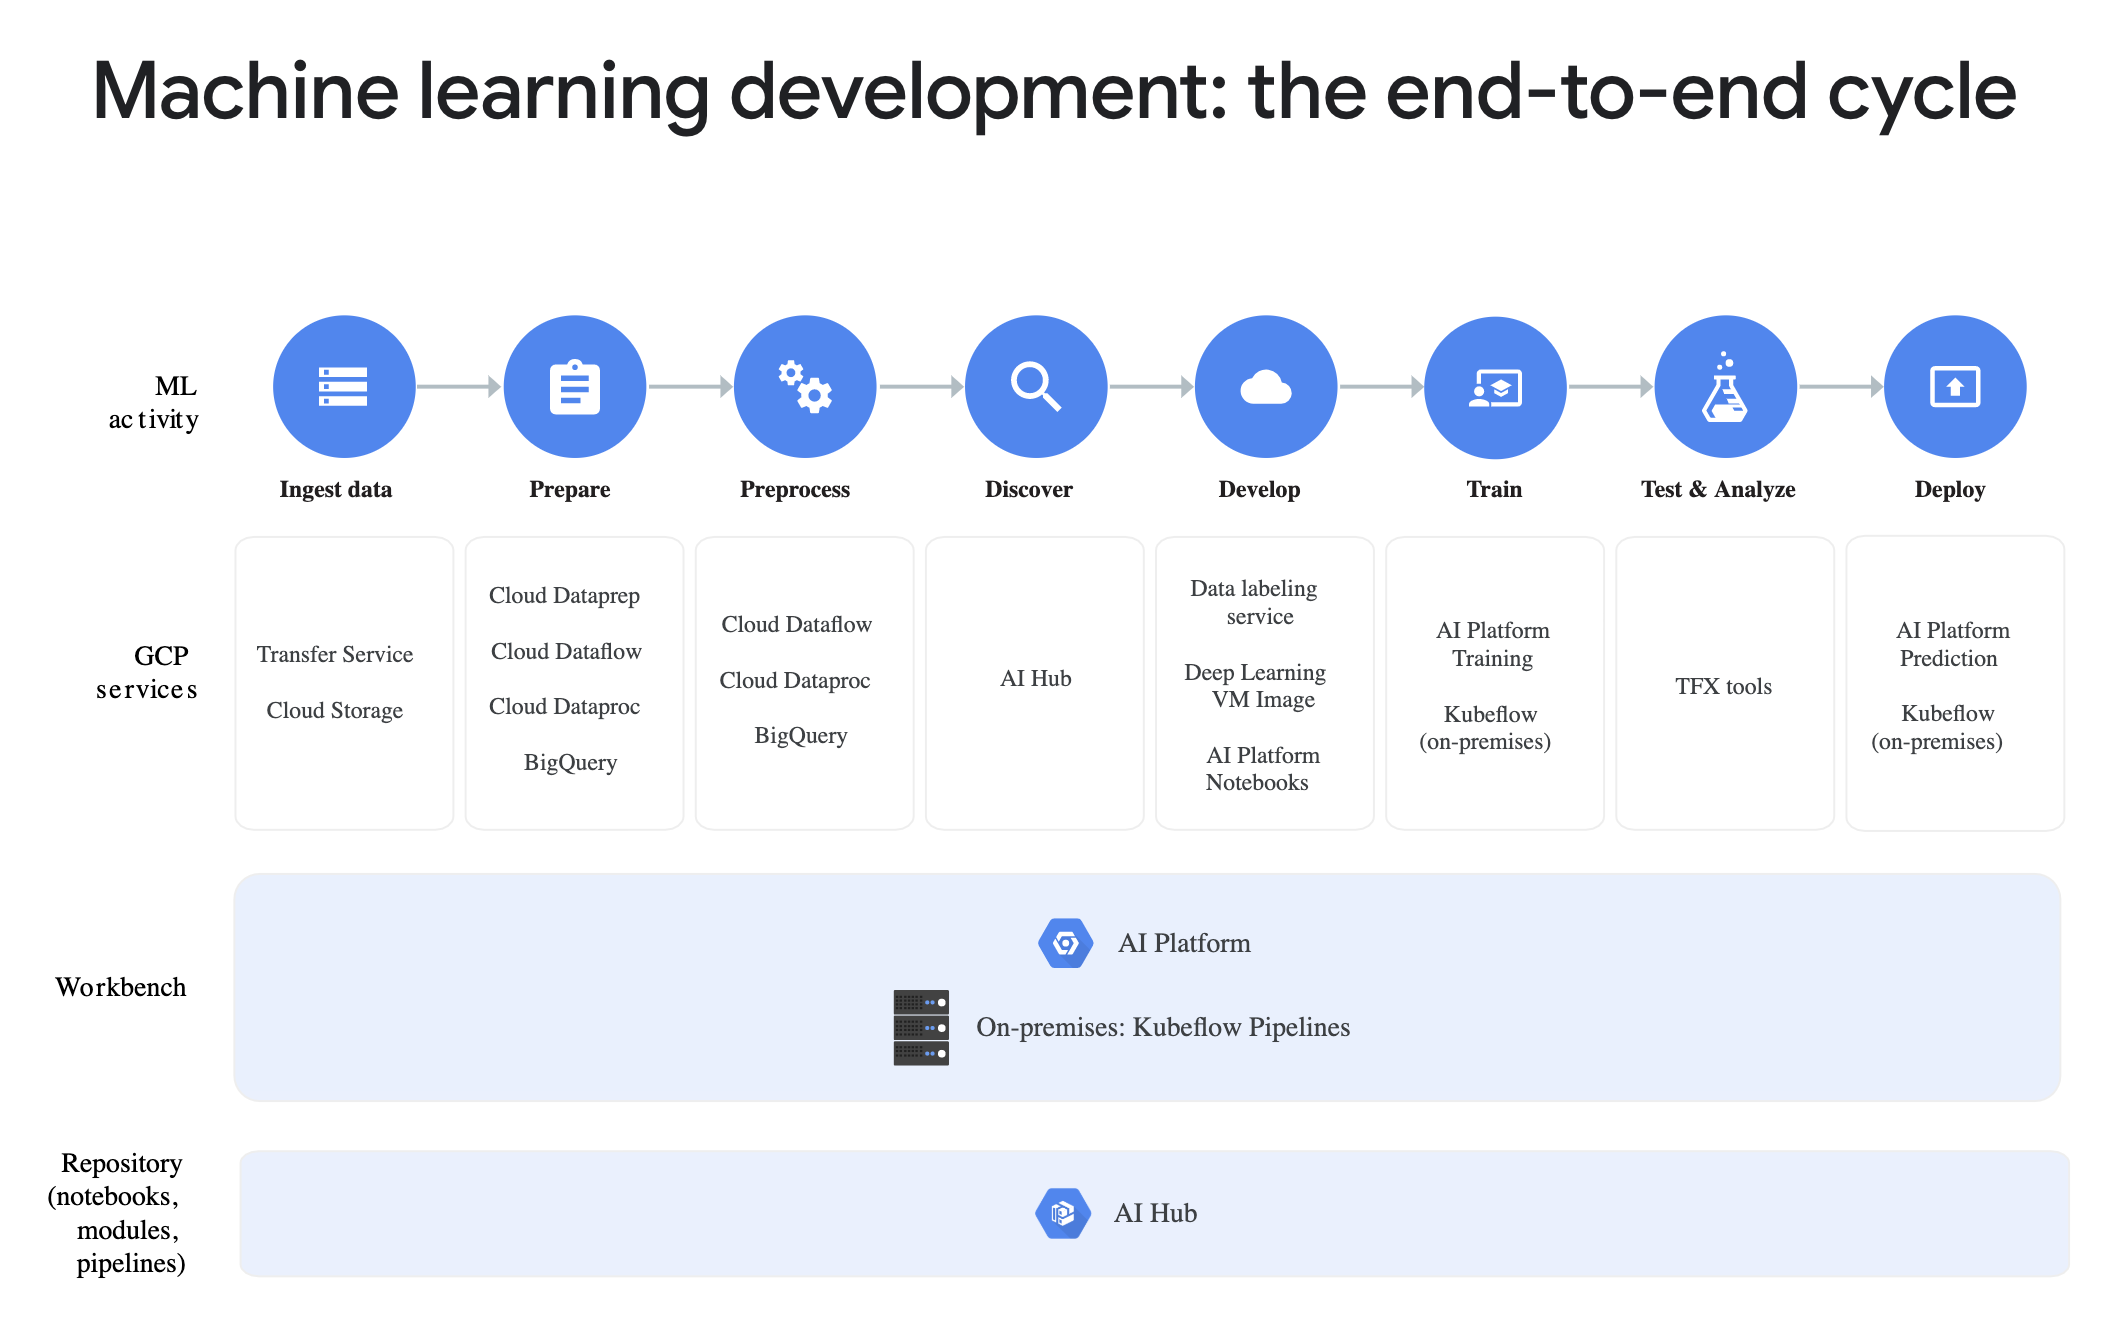 Machine learning development: the end-to-end cycle
ML
activity
Ingest data
Prepare
Preprocess
Discover
Develop
Train
Test & Analyze
Deploy
GCP
services
Transfer Service
Cloud Storage
Cloud Dataprep
Cloud Dataflow
Cloud Dataproc
BigQuery
Cloud Dataflow
Cloud Dataproc
BigQuery
AI Hub
Data labeling
service
Deep Learning
VM Image
AI Platform
Notebooks
AI Platform
Training
Kubeflow
(on-premises)
TFX tools
AI Platform
Prediction
Kubeflow
(on-premises)
Workbench
AI Platform
On-premises: Kubeflow Pipelines
Repository
(notebooks,
modules,
pipelines)
AI Hub